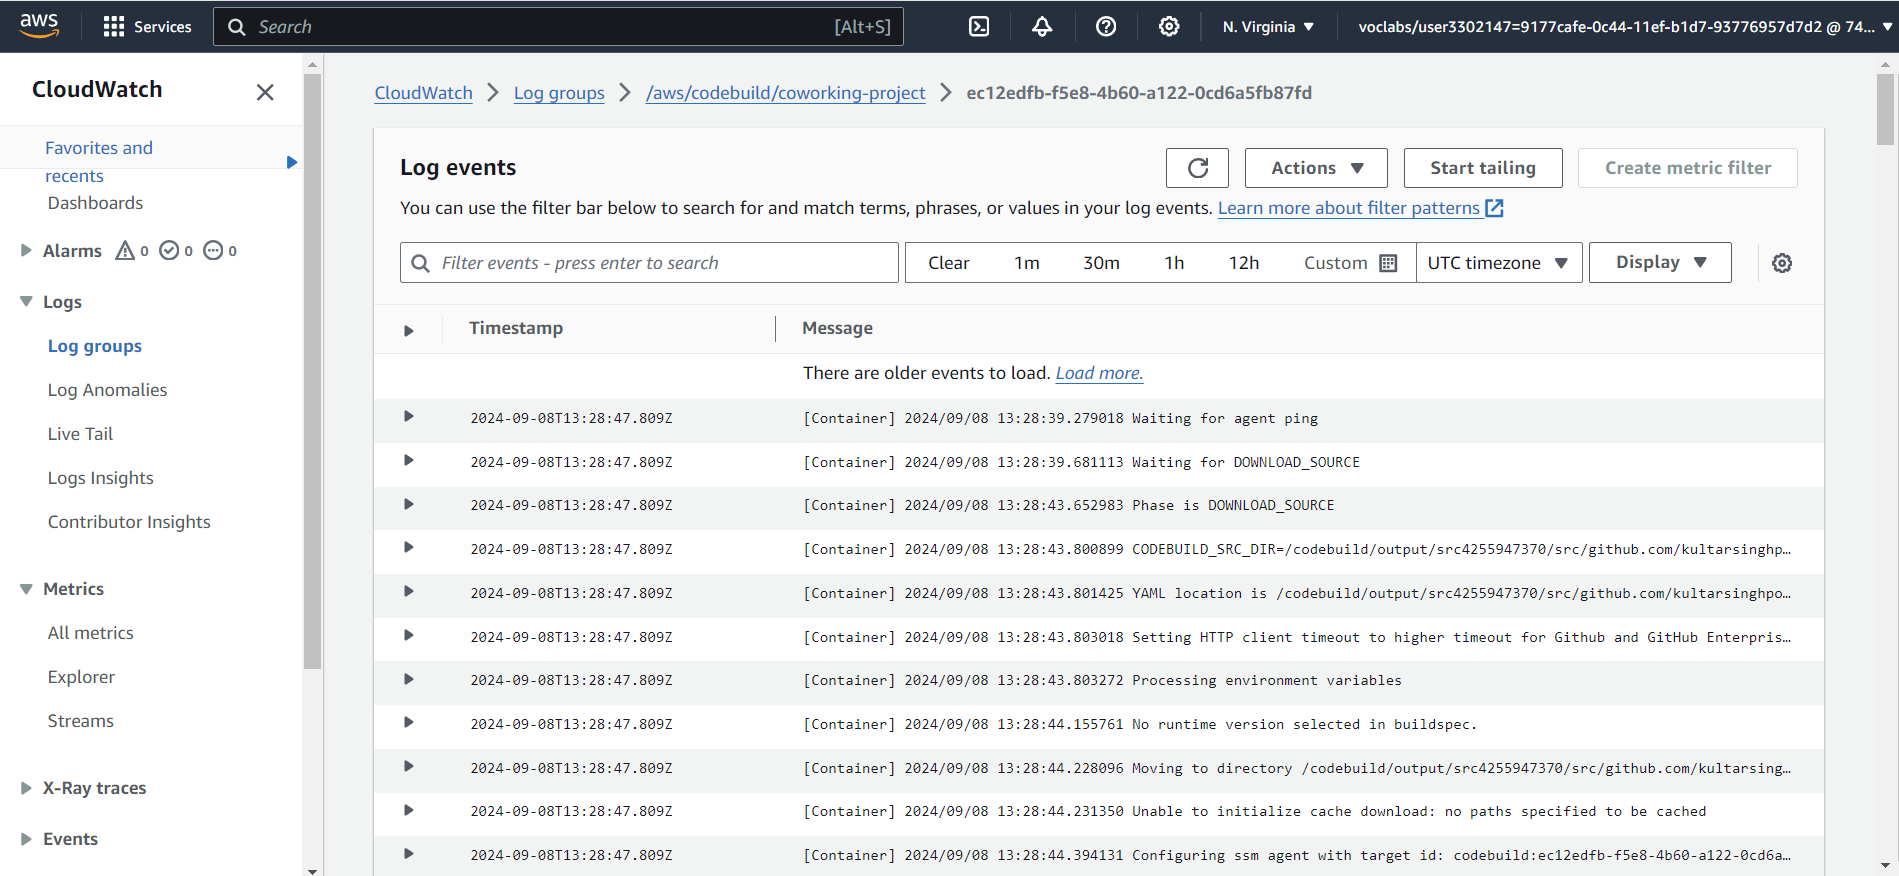 aws Services Search [Alt+S] N. Virginia voclabs/user3302147=9177cafe-0c44-11ef-b1d7-93776957d7d2 @ 74...
CloudWatch
Favorites and
recents
Dashboards
Alarms 0 0 0
Logs
Log groups
Log Anomalies
Live Tail
Logs Insights
Contributor Insights
Metrics
All metrics
Explorer
Streams
X-Ray traces
Events
CloudWatch Log groups /aws/codebuild/coworking-project ec12edfb-f5e8-4b60-a122-0cd6a5fb87fd
Log events Actions Start tailing Create metric filter
You can use the filter bar below to search for and match terms, phrases, or values in your log events. Learn more about filter patterns
Filter events - press enter to search Clear 1m 30m 1h 12h Custom UTC timezone Display
Timestamp Message
There are older events to load. Load more.
2024-09-08T13:28:47.809Z [Container] 2024/09/08 13:28:39.279018 Waiting for agent ping
2024-09-08T13:28:47.809Z [Container] 2024/09/08 13:28:39.681113 Waiting for DOWNLOAD_SOURCE
2024-09-08T13:28:47.809Z [Container] 2024/09/08 13:28:43.652983 Phase is DOWNLOAD_SOURCE
2024-09-08T13:28:47.809Z [Container] 2024/09/08 13:28:43.800899 CODEBUILD_SRC_DIR=/codebuild/output/src4255947370/src/github.com/kultarsinghp…
2024-09-08T13:28:47.809Z [Container] 2024/09/08 13:28:43.801425 YAML location is /codebuild/output/src4255947370/src/github.com/kultarsinghpo…
2024-09-08T13:28:47.809Z [Container] 2024/09/08 13:28:43.803018 Setting HTTP client timeout to higher timeout for Github and GitHub Enterpris…
2024-09-08T13:28:47.809Z [Container] 2024/09/08 13:28:43.803272 Processing environment variables
2024-09-08T13:28:47.809Z [Container] 2024/09/08 13:28:44.155761 No runtime version selected in buildspec.
2024-09-08T13:28:47.809Z [Container] 2024/09/08 13:28:44.228096 Moving to directory /codebuild/output/src4255947370/src/github.com/kultarsing…
2024-09-08T13:28:47.809Z [Container] 2024/09/08 13:28:44.231350 Unable to initialize cache download: no paths specified to be cached
2024-09-08T13:28:47.809Z [Container] 2024/09/08 13:28:44.394131 Configuring ssm agent with target id: codebuild:ec12edfb-f5e8-4b60-a122-0cd6a…